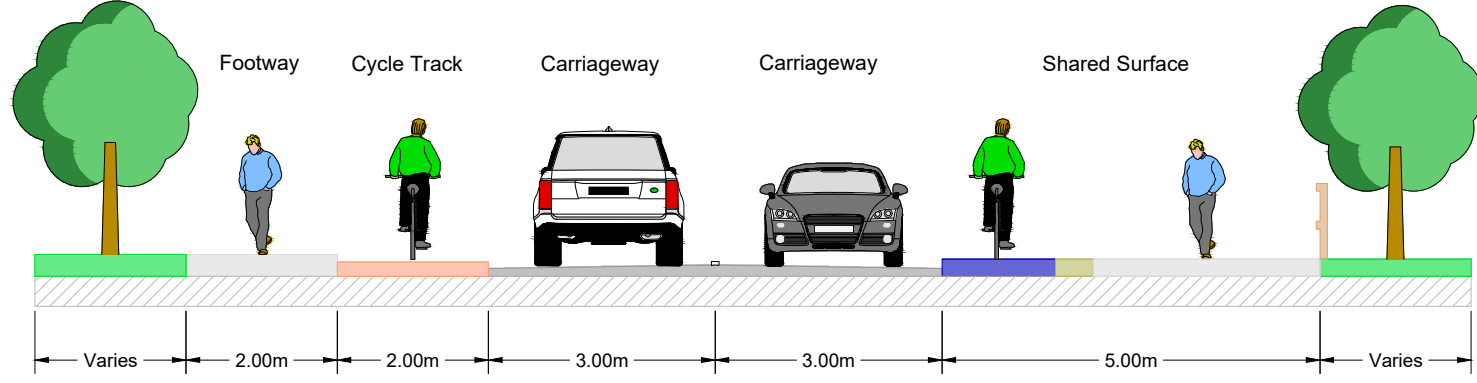 Footway
Cycle Track
Carriageway
Carriageway
Shared Surface
Varies
2.00m
2.00m
3.00m
3.00m
5.00m
Varies